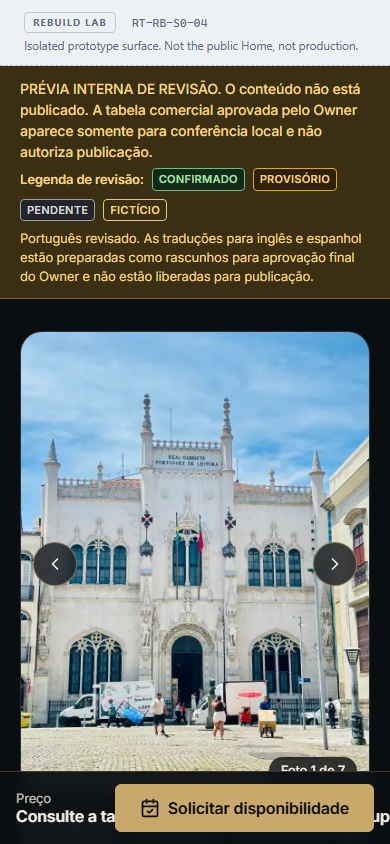 REBUILD LAB RT-RB-S0-04
Isolated prototype surface. Not the public Home, not production.
PRÉVIA INTERNA DE REVISÃO. O conteúdo não está
publicado. A tabela comercial aprovada pelo Owner
aparece somente para conferência local e não
autoriza publicação.
Legenda de revisão: CONFIRMADO PROVISÓRIO
PENDENTE FICTÍCIO
Português revisado. As traduções para inglês e espanhol
estão preparadas como rascunhos para aprovação final
do Owner e não estão liberadas para publicação.
REAL GABINETE
PORTUGUEZ DE LEITURA
Foto 1 de 7
Preço
Consulte a ta
Solicitar disponibilidade